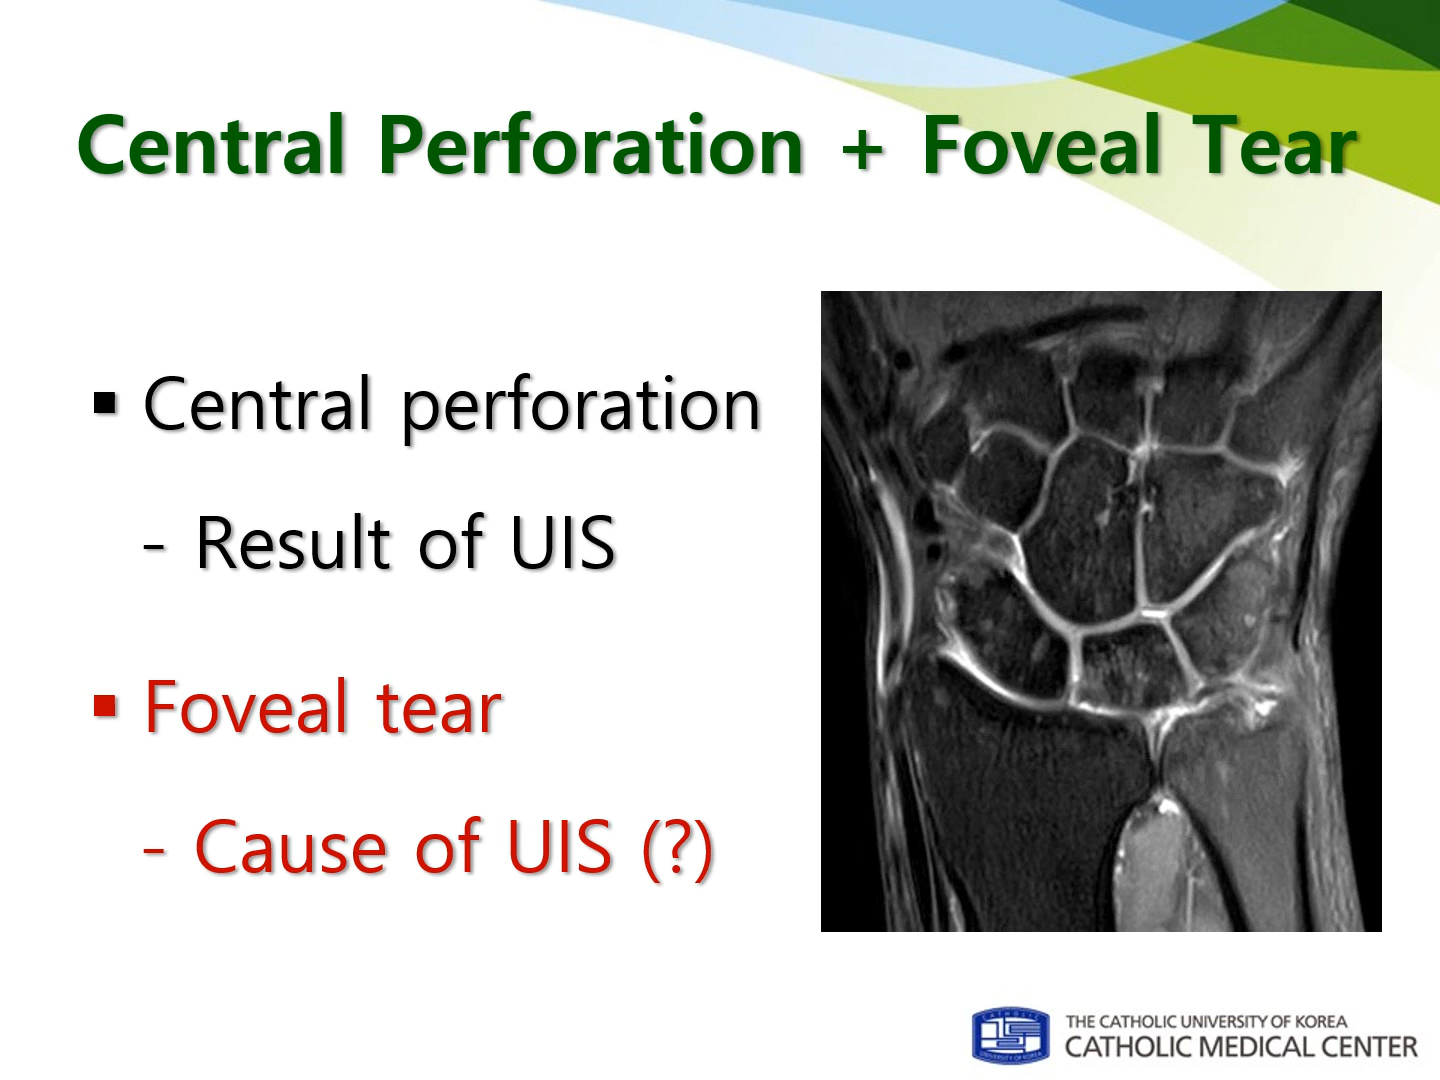 Central Perforation + Foveal Tear
▪ Central perforation
- Result of UIS
▪ Foveal tear
- Cause of UIS (?)
THE CATHOLIC UNIVERSITY OF KOREA
CATHOLIC MEDICAL CENTER